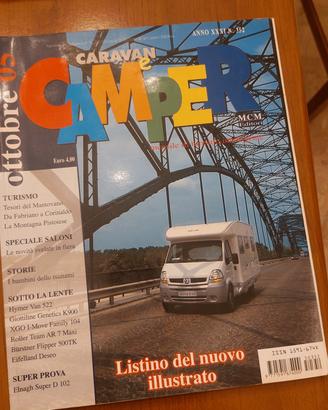 ottobre 05
ANNO XXXI N. 332
CARAVAN E
CAMPER
M.C.M.
Editori
Euro 4,00
TURISMO
Tesori del Mantovano
Da Fabriano a Corinaldo
La Montagna Pistoiese
SPECIALE SALONI
Le novità svelate in fiera
STORIE
I bambini dello tsunami
SOTTO LA LENTE
Hymer Van 522
Giottiline Genetics K900
XGO I-Move Family 104
Roller Team AR 7 Maxi
Bürstner Flipper 500TK
Eifelland Deseo
SUPER PROVA
Elnagh Super D 102
Listino del nuovo
illustrato